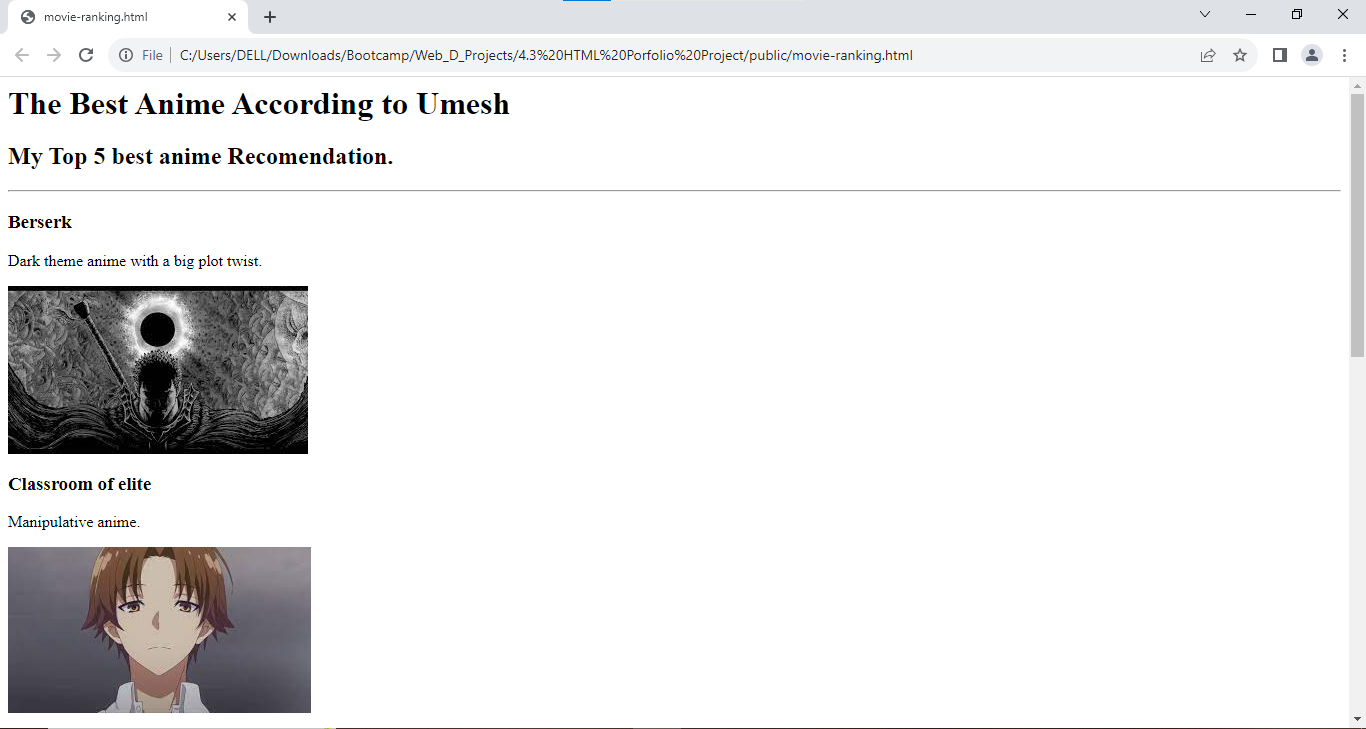 movie-ranking.html
File
C:/Users/DELL/Downloads/Bootcamp/Web_D_Projects/4.3%20HTML%20Porfolio%20Project/public/movie-ranking.html
The Best Anime According to Umesh
My Top 5 best anime Recomendation.
Berserk
Dark theme anime with a big plot twist.
Classroom of elite
Manipulative anime.